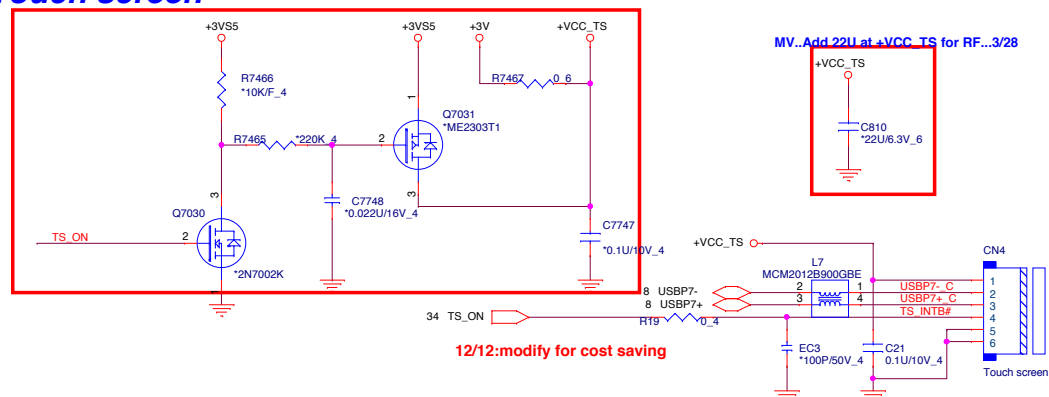 Touch Screen
+3VS5
+3VS5
+3V
+VCC_TS
MV..Add 22U at +VCC_TS for RF...3/28
+VCC_TS
R7466
*10K/F_4
R7467
0_6
1
Q7031
*ME2303T1
R7465
*220K_4
2
C810
*22U/6.3V_6
3
3
C7748
*0.022U/16V_4
Q7030
C7747
*0.1U/10V_4
TS_ON
2
*2N7002K
1
+VCC_TS
CN4
L7
MCM2012B900GBE
8 USBP7-
2
1
USBP7-_C
8 USBP7+
3
4
USBP7+_C
34 TS_ON
R19
0_4
TS_INTB#
1
2
3
4
5
6
12/12:modify for cost saving
EC3
*100P/50V_4
C21
0.1U/10V_4
Touch screen